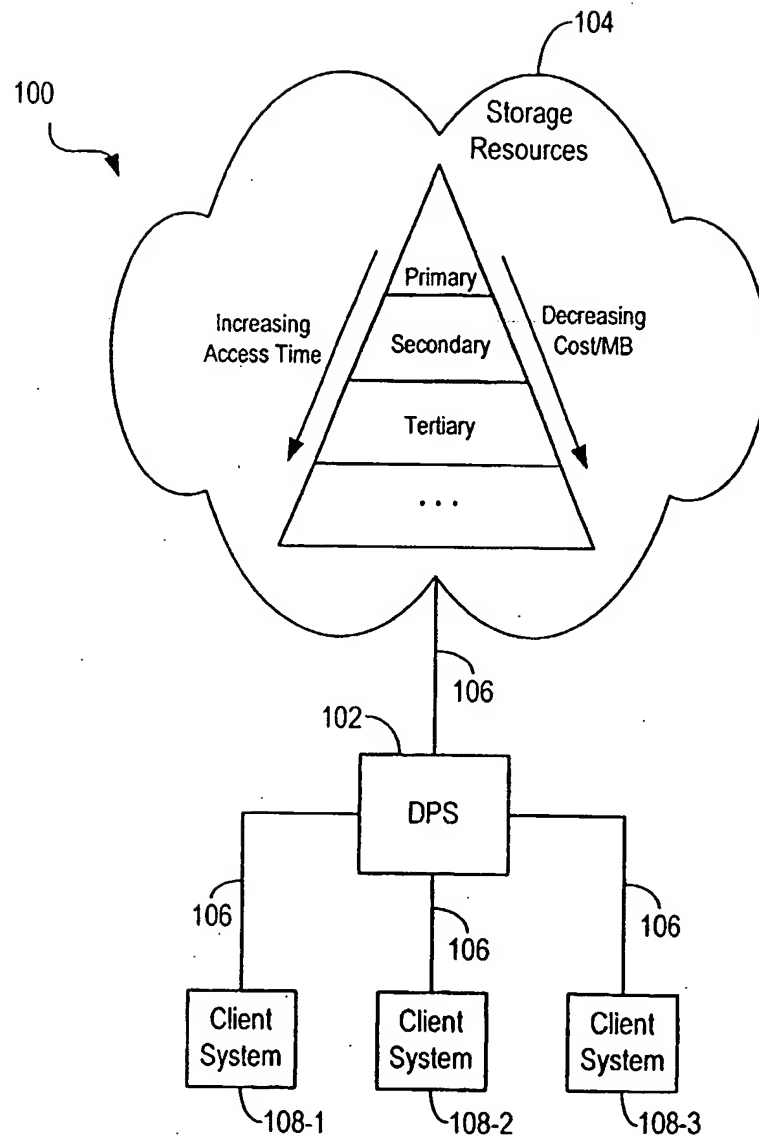 104
100
Storage
Resources
Primary
Increasing
Access Time
Decreasing
Cost/MB
Secondary
Tertiary
...
106
102
DPS
106
106
106
Client
System
Client
System
Client
System
108-1
108-2
108-3